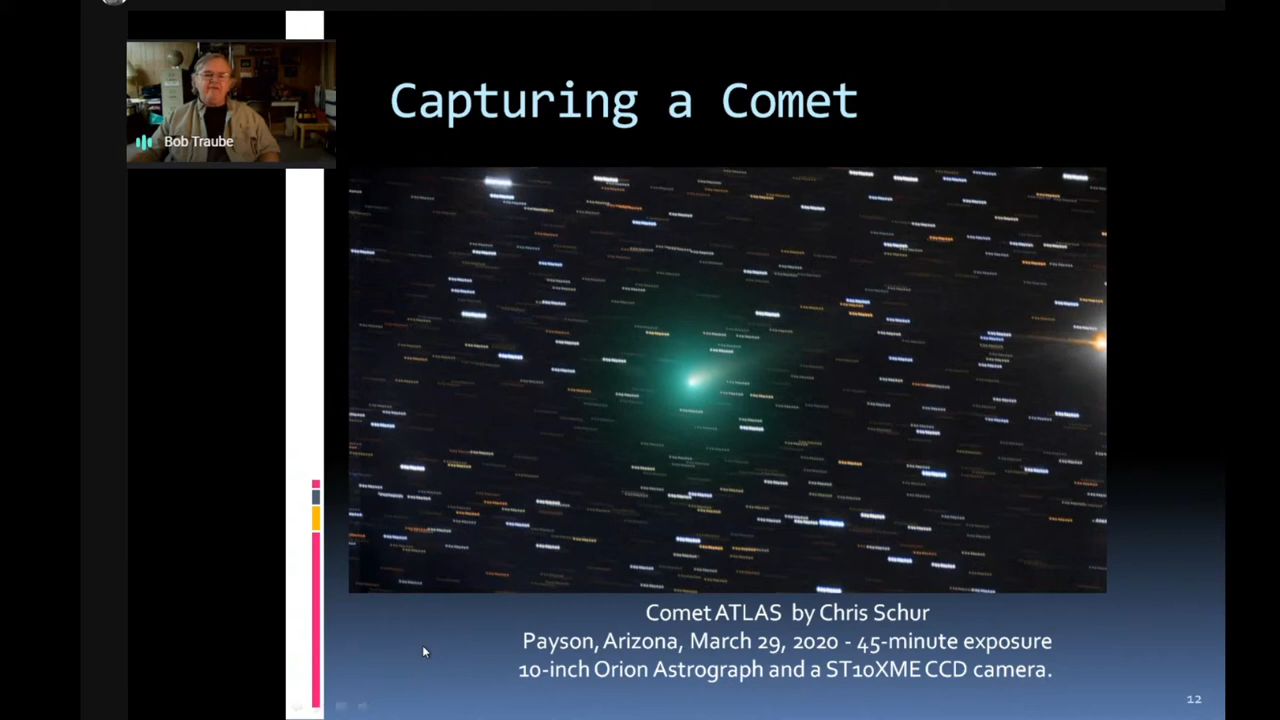 Capturing a Comet
Bob Traube
Comet ATLAS by Chris Schur
Payson, Arizona, March 29, 2020 - 45-minute exposure
10-inch Orion Astrograph and a ST10XME CCD camera.
12